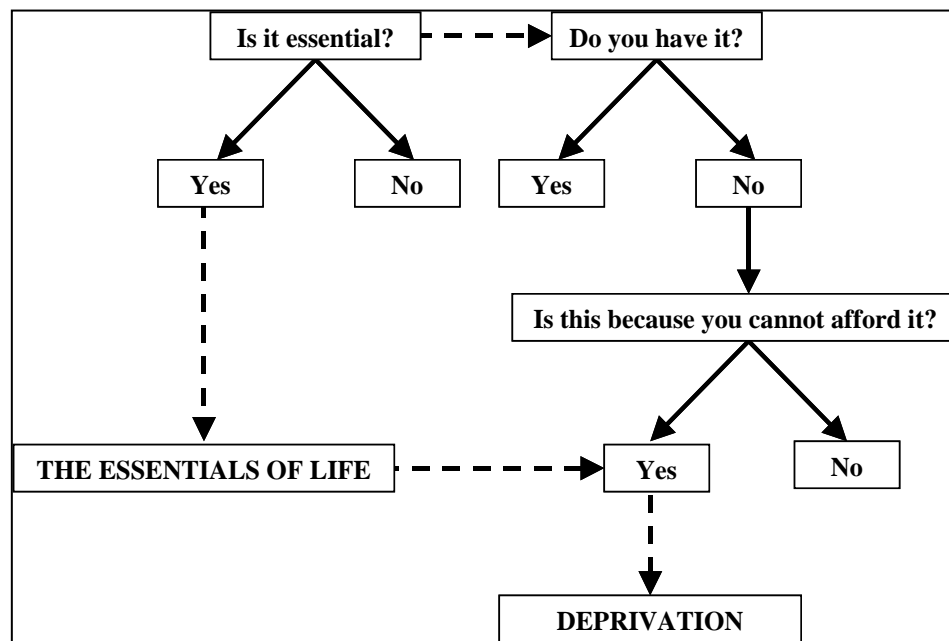 Is it essential?
Do you have it?
Yes
No
Yes
No
Is this because you cannot afford it?
THE ESSENTIALS OF LIFE
Yes
No
DEPRIVATION